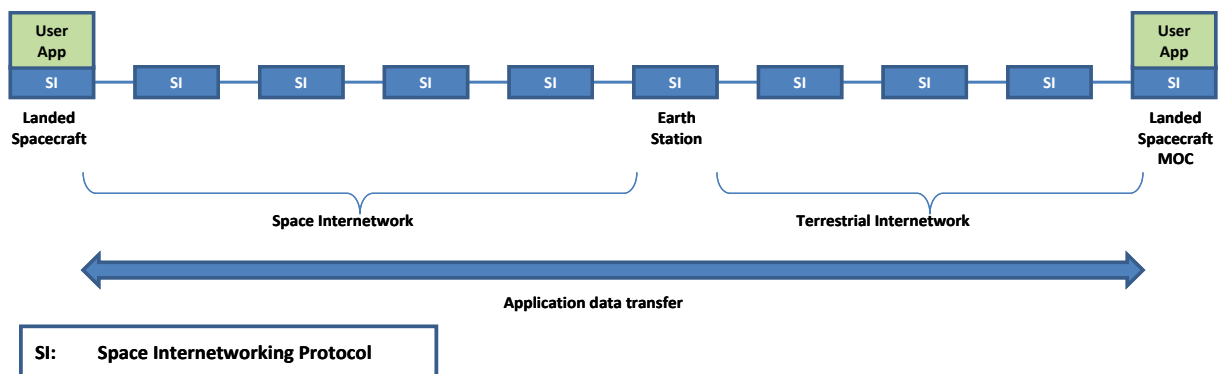 User
App
User
App
SI
SI
SI
SI
SI
SI
SI
SI
SI
SI
Landed
Spacecraft
Earth
Station
Landed
Spacecraft
MOC
Space Internetwork
Terrestrial Internetwork
Application data transfer
SI: Space Internetworking Protocol